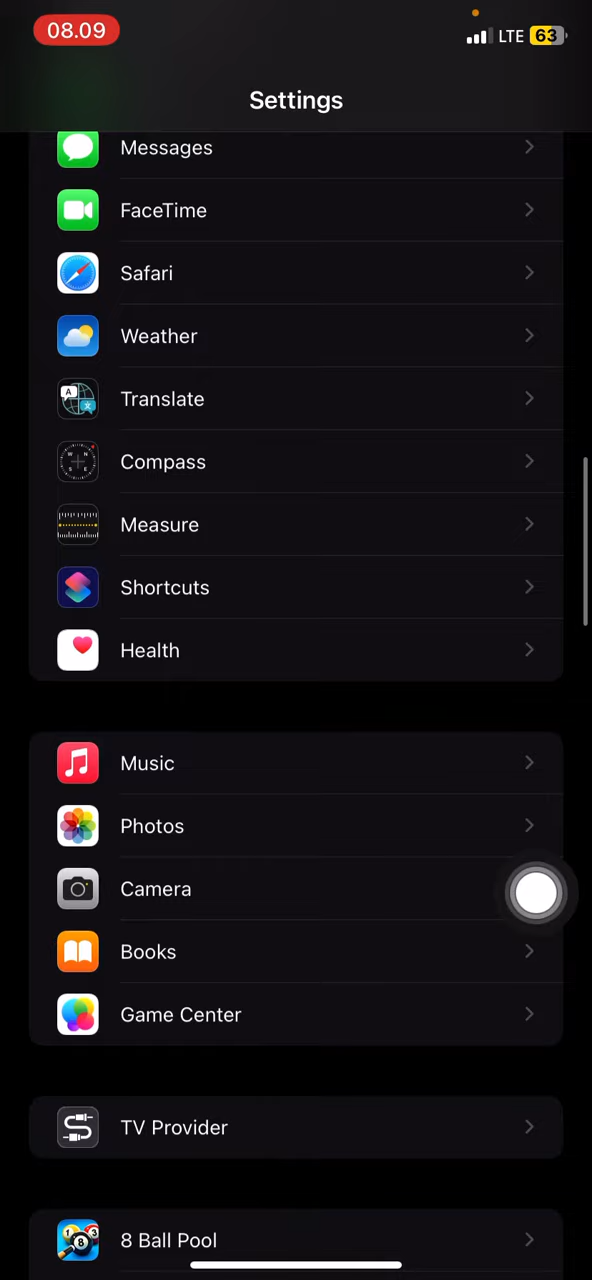 08.09
LTE 63
Settings
Messages
FaceTime
Safari
Weather
Translate
Compass
Measure
Shortcuts
Health
Music
Photos
Camera
Books
Game Center
TV Provider
8 Ball Pool